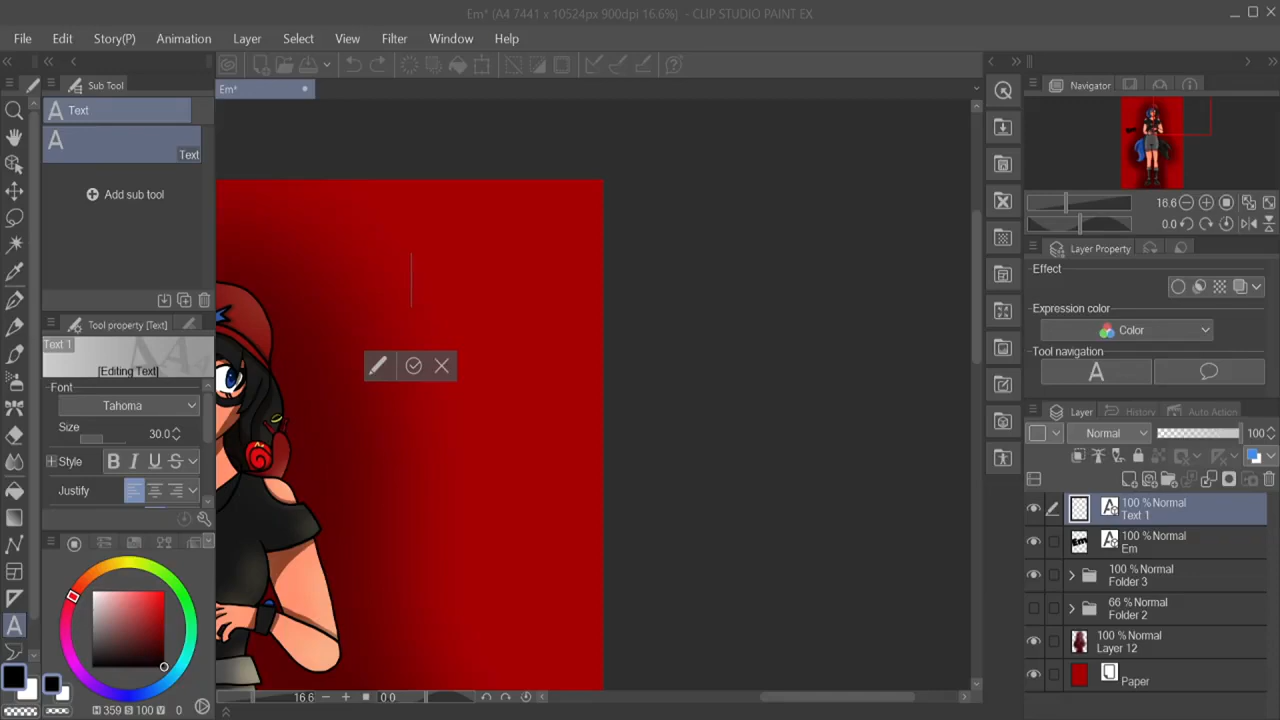 Em* (A4 7441 x 10524px 900dpi 16.6%) - CLIP STUDIO PAINT EX
File Edit Story(P) Animation Layer Select View Filter Window Help
Sub Tool
Em*
Navigator
Text
Text
Add sub tool
16.6
0.0
Layer Property
Effect
Expression color
Color
Tool navigation
Tool property [Text]
Text 1
[Editing Text]
Font
Tahoma
Size
30.0
Style
B I U S
Justify
Layer History Auto Action
Normal 100
100 % Normal
Text 1
100 % Normal
Em
100 % Normal
Folder 3
66 % Normal
Folder 2
100 % Normal
Layer 12
Paper
16.6 0.0
H 359 S 100 V 0